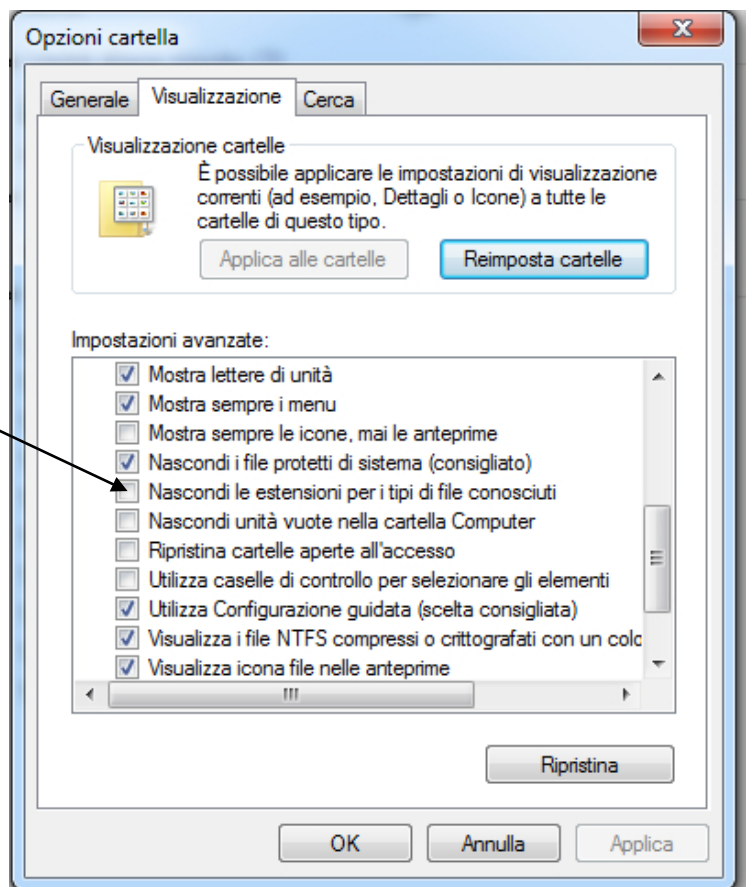 Opzioni cartella
Generale Visualizzazione Cerca
Visualizzazione cartelle
È possibile applicare le impostazioni di visualizzazione
correnti (ad esempio, Dettagli o Icone) a tutte le
cartelle di questo tipo.
Applica alle cartelle Reimposta cartelle
Impostazioni avanzate:
Mostra lettere di unità
Mostra sempre i menu
Mostra sempre le icone, mai le anteprime
Nascondi i file protetti di sistema (consigliato)
Nascondi le estensioni per i tipi di file conosciuti
Nascondi unità vuote nella cartella Computer
Ripristina cartelle aperte all'accesso
Utilizza caselle di controllo per selezionare gli elementi
Utilizza Configurazione guidata (scelta consigliata)
Visualizza i file NTFS compressi o crittografati con un colo
Visualizza icona file nelle anteprime
Ripristina
OK Annulla Applica